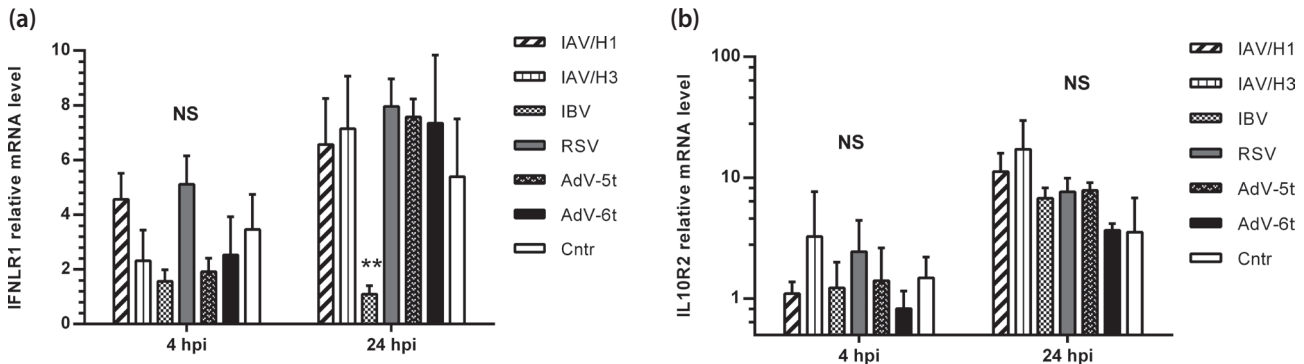 (a)
IFNLR1 relative mRNA level
10
8
6
4
2
0
NS
**
4 hpi
24 hpi
IAV/H1
IAV/H3
IBV
RSV
AdV-5t
AdV-6t
Cntr
(b)
IL10R2 relative mRNA level
100
10
1
NS
NS
4 hpi
24 hpi
IAV/H1
IAV/H3
IBV
RSV
AdV-5t
AdV-6t
Cntr